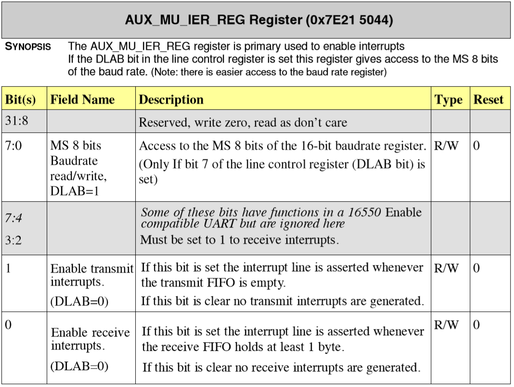 AUX_MU_IER_REG Register (0x7E21 5044)
SYNOPSIS The AUX_MU_IER_REG register is primary used to enable interrupts
If the DLAB bit in the line control register is set this register gives access to the MS 8 bits
of the baud rate. (Note: there is easier access to the baud rate register)
Bit(s) Field Name Description Type Reset
31:8 Reserved, write zero, read as don't care
7:0 MS 8 bits Access to the MS 8 bits of the 16-bit baudrate register. R/W 0
Baudrate (Only If bit 7 of the line control register (DLAB bit) is
read/write, set)
DLAB=1
7:4 Some of these bits have functions in a 16550 Enable
compatible UART but are ignored here
3:2 Must be set to 1 to receive interrupts.
1 Enable transmit If this bit is set the interrupt line is asserted whenever R/W 0
interrupts. the transmit FIFO is empty.
(DLAB=0) If this bit is clear no transmit interrupts are generated.
0 Enable receive If this bit is set the interrupt line is asserted whenever R/W 0
interrupts. the receive FIFO holds at least 1 byte.
(DLAB=0) If this bit is clear no receive interrupts are generated.